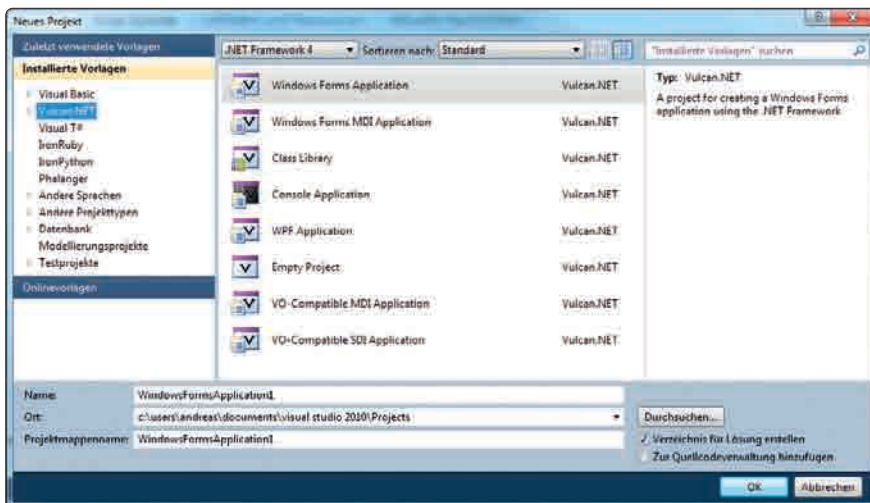 Neues Projekt
Zuletzt verwendete Vorlagen
Installierte Vorlagen
Visual Basic
Vulcan.NET
Visual T#
IronRuby
IronPython
Phalanger
Andere Sprachen
Andere Projekttypen
Datenbank
Modellierungsprojekte
Testprojekte
Onlinevorlagen
.NET Framework 4 Sortieren nach: Standard
"Installierte Vorlagen" suchen
Windows Forms Application Vulcan.NET
Windows Forms MDI Application Vulcan.NET
Class Library Vulcan.NET
Console Application Vulcan.NET
WPF Application Vulcan.NET
Empty Project Vulcan.NET
VO-Compatible MDI Application Vulcan.NET
VO-Compatible SDI Application Vulcan.NET
Typ: Vulcan.NET
A project for creating a Windows Forms
application using the .NET Framework
Name: WindowsFormsApplication1
Ort: c:\users\andreas\documents\visual studio 2010\Projects
Durchsuchen...
Projektmappenname: WindowsFormsApplication1
Verzeichnis für Lösung erstellen
Zur Quellcodeverwaltung hinzufügen
OK Abbrechen